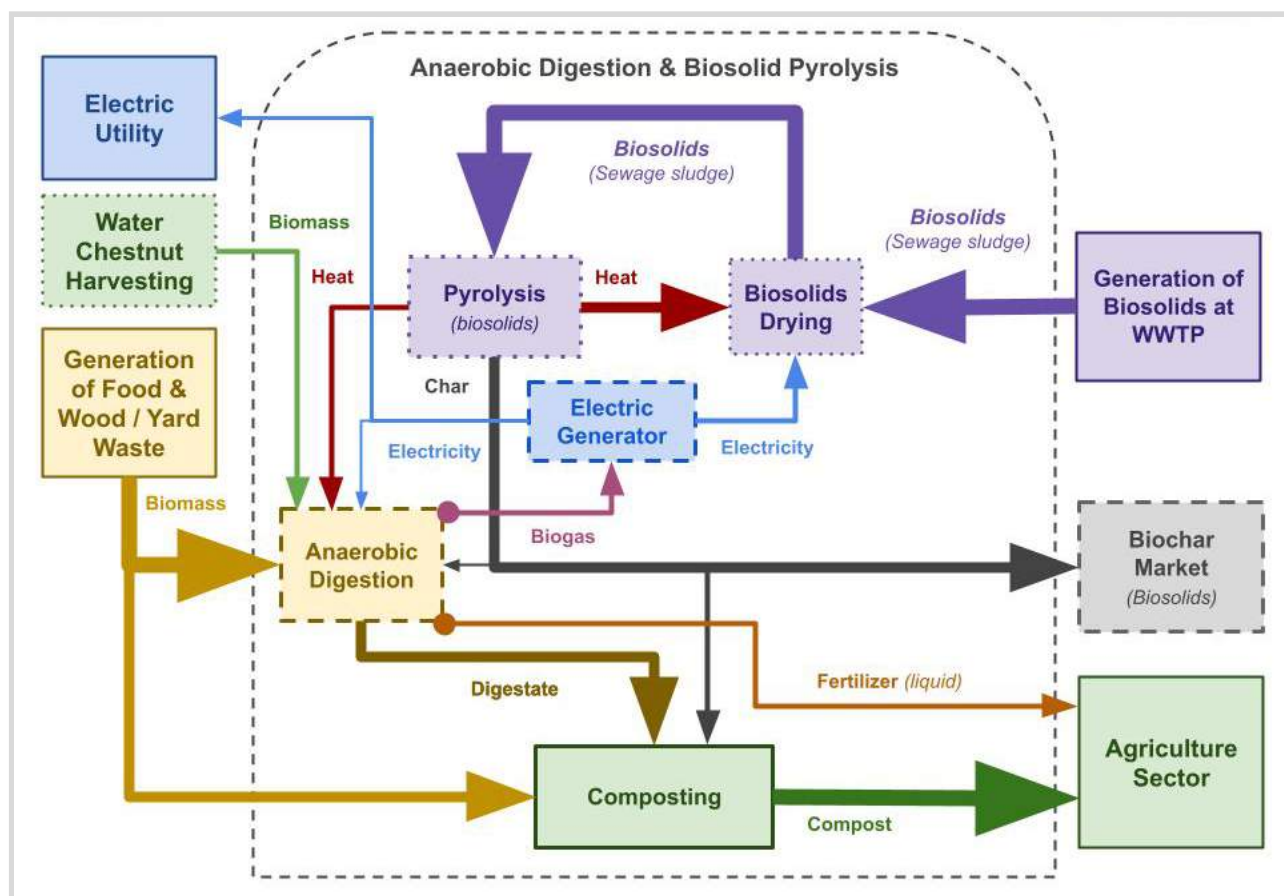 Anaerobic Digestion & Biosolid Pyrolysis
Electric
Utility
Biosolids
(Sewage sludge)
Biosolids
(Sewage sludge)
Water
Chestnut
Harvesting
Biomass
Heat
Pyrolysis
(biosolids)
Heat
Biosolids
Drying
Generation of
Biosolids at
WWTP
Generation
of Food &
Wood / Yard
Waste
Char
Electric
Generator
Electricity
Electricity
Biomass
Biogas
Anaerobic
Digestion
Biochar
Market
(Biosolids)
Digestate
Fertilizer (liquid)
Agriculture
Sector
Composting
Compost